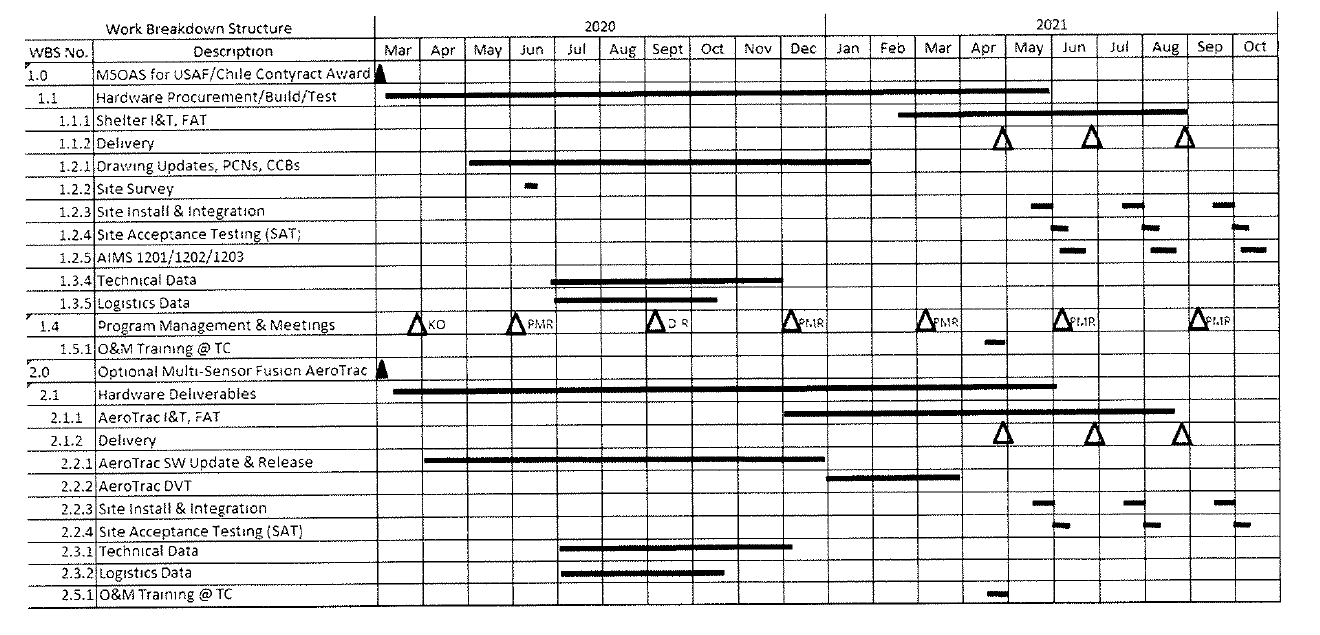 Work Breakdown Structure 2020 2021
WBS No. Description Mar Apr May Jun Jul Aug Sept Oct Nov Dec Jan Feb Mar Apr May Jun Jul Aug Sep Oct
1.0 MSOAS for USAF/Chile Contyract Award
1.1 Hardware Procurement/Build/Test
1.1.1 Shelter I&T, FAT
1.1.2 Delivery
1.2.1 Drawing Updates, PCNs, CCBs
1.2.2 Site Survey
1.2.3 Site Install & Integration
1.2.4 Site Acceptance Testing (SAT)
1.2.5 AIMS 1201/1202/1203
1.3.4 Technical Data
1.3.5 Logistics Data
1.4 Program Management & Meetings KO PMR PMR PMR PMR PMR
1.5.1 O&M Training @ TC
2.0 Optional Multi-Sensor Fusion AeroTrac
2.1 Hardware Deliverables
2.1.1 AeroTrac I&T, FAT
2.1.2 Delivery
2.2.1 AeroTrac SW Update & Release
2.2.2 AeroTrac DVT
2.2.3 Site Install & Integration
2.2.4 Site Acceptance Testing (SAT)
2.3.1 Technical Data
2.3.2 Logistics Data
2.5.1 O&M Training @ TC